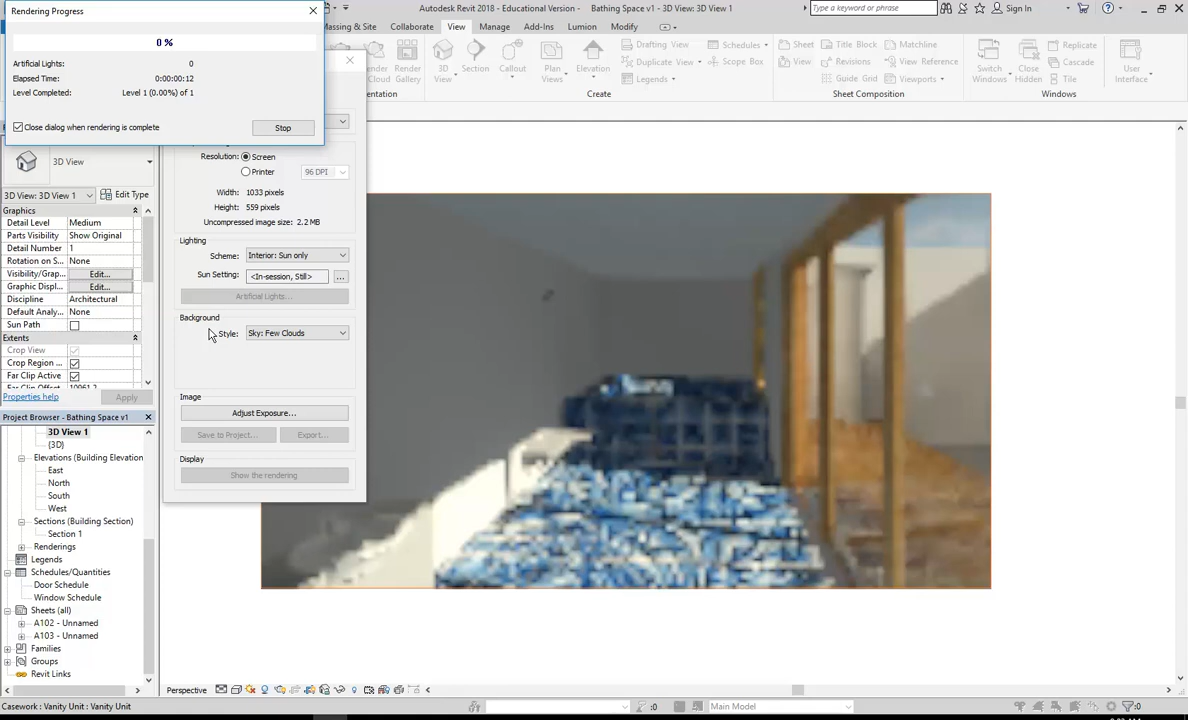 Rendering Progress
0 %
Artificial Lights: 0
Elapsed Time: 0:00:00:12
Level Completed: Level 1 (0.00%) of 1
Close dialog when rendering is complete
Stop
Autodesk Revit 2018 - Educational Version - Bathing Space v1 - 3D View: 3D View 1
Type a keyword or phrase
Sign In
Massing & Site
Collaborate
View
Manage
Add-Ins
Lumion
Modify
Render
Cloud
Render
Gallery
3D
View
Section
Callout
Plan
Views
Elevation
Drafting View
Duplicate View
Legends
Schedules
Scope Box
Create
Sheet
View
Title Block
Revisions
Guide Grid
Matchline
View Reference
Viewports
Sheet Composition
Switch
Windows
Close
Hidden
Replicate
Cascade
Tile
Windows
User
Interface
3D View
3D View: 3D View 1
Edit Type
Graphics
Detail Level Medium
Parts Visibility Show Original
Detail Number 1
Rotation on S None
Visibility/Grap... Edit...
Graphic Displ... Edit...
Discipline Architectural
Default Analy... None
Sun Path
Extents
Crop View
Crop Region
Far Clip Active
Far Clip Offset 10961.2
Properties help
Apply
Resolution: Screen
Printer
96 DPI
Width: 1033 pixels
Height: 559 pixels
Uncompressed image size: 2.2 MB
Lighting
Scheme: Interior: Sun only
Sun Setting: <In-session, Still>
...
Artificial Lights...
Background
Style: Sky: Few Clouds
Image
Adjust Exposure...
Save to Project...
Export...
Display
Show the rendering
Project Browser - Bathing Space v1
3D View 1
{3D}
Elevations (Building Elevation
East
North
South
West
Sections (Building Section)
Section 1
Renderings
Legends
Schedules/Quantities
Door Schedule
Window Schedule
Sheets (all)
A102 - Unnamed
A103 - Unnamed
Families
Groups
Revit Links
Perspective
Casework : Vanity Unit : Vanity Unit
:0
Main Model
:0